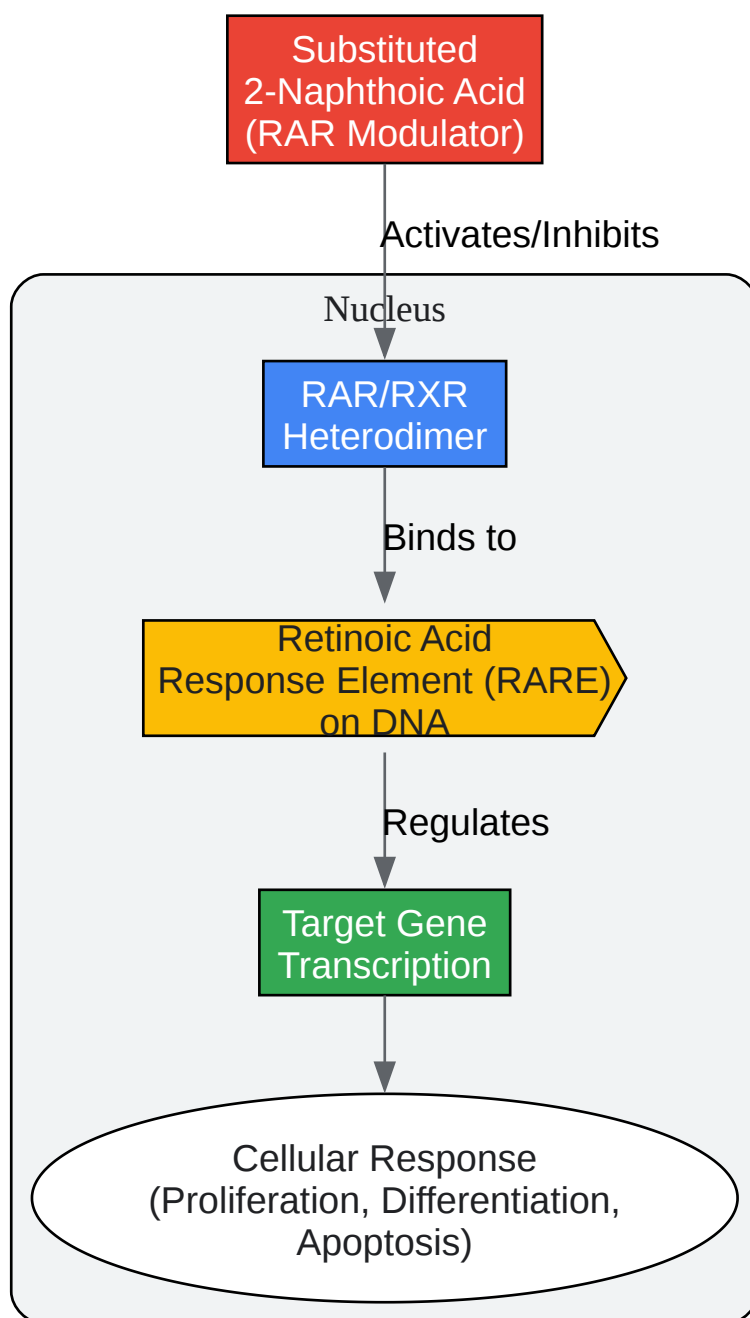 Substituted
2-Naphthoic Acid
(RAR Modulator)
Activates/Inhibits
Nucleus
RAR/RXR
Heterodimer
Binds to
Retinoic Acid
Response Element (RARE)
on DNA
Regulates
Target Gene
Transcription
Cellular Response
(Proliferation, Differentiation,
Apoptosis)